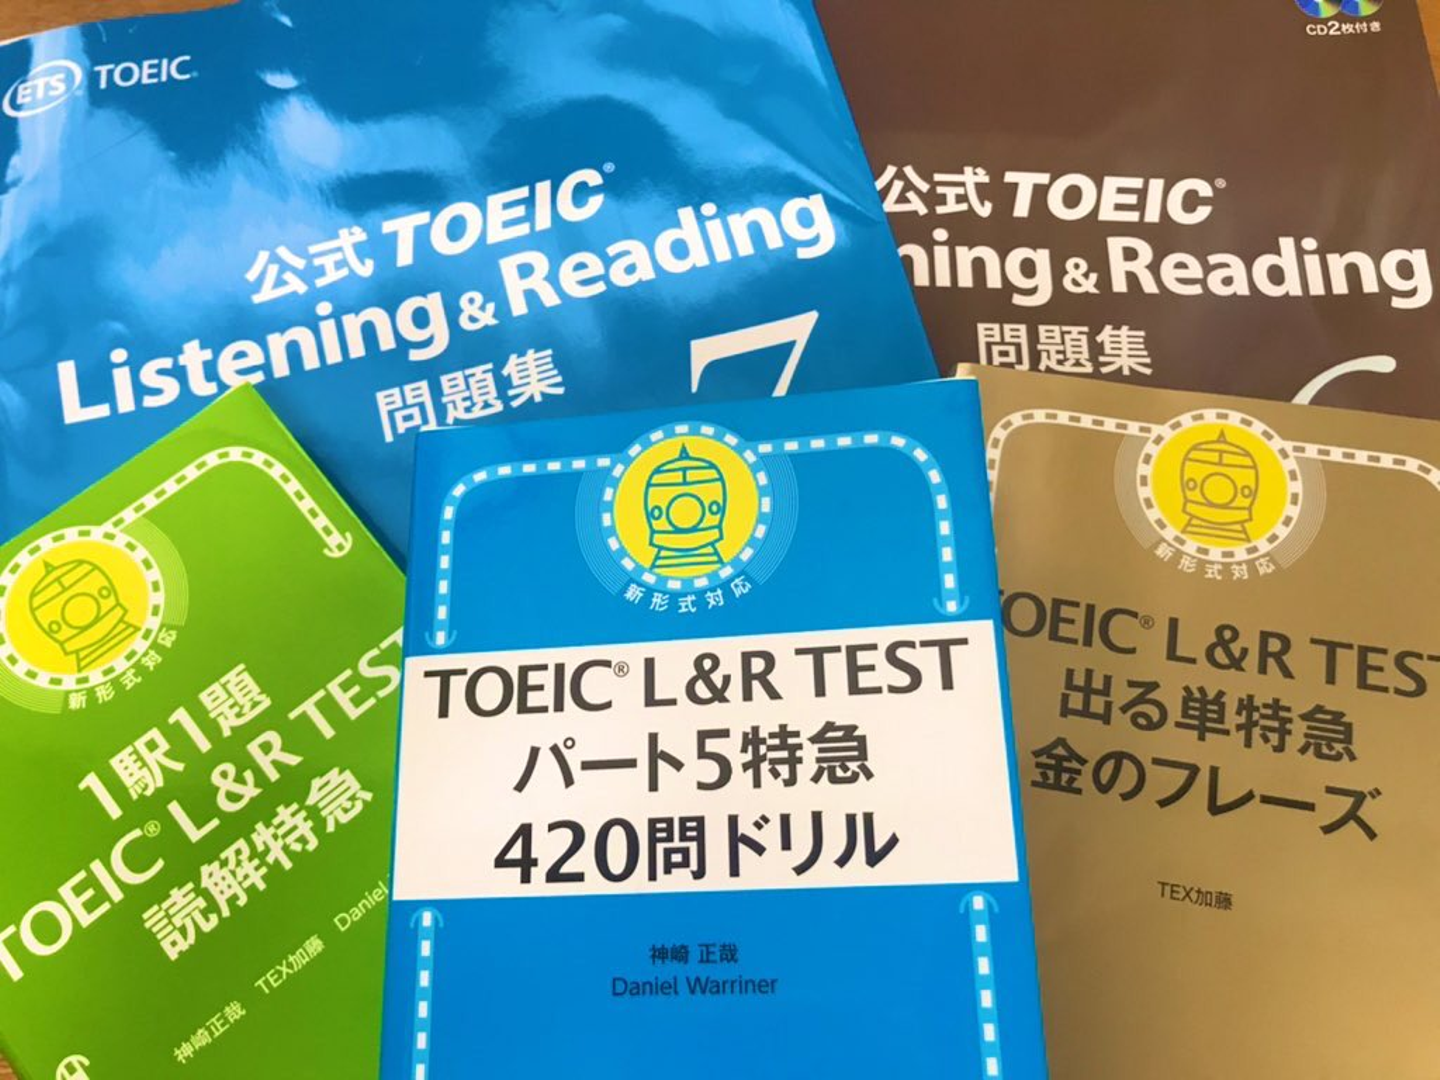 ETS TOEIC®
公式 TOEIC®
Listening & Reading
問題集
7
CD2枚付き
公式 TOEIC®
ning & Reading
問題集
6
新形式対応
1駅1題
TOEIC® L&R TEST
読解特急
神崎正哉 TEX加藤 Daniel
新形式対応
TOEIC® L&R TEST
パート5特急
420問ドリル
神崎 正哉
Daniel Warriner
新形式対応
TOEIC® L&R TEST
出る単特急
金のフレーズ
TEX加藤